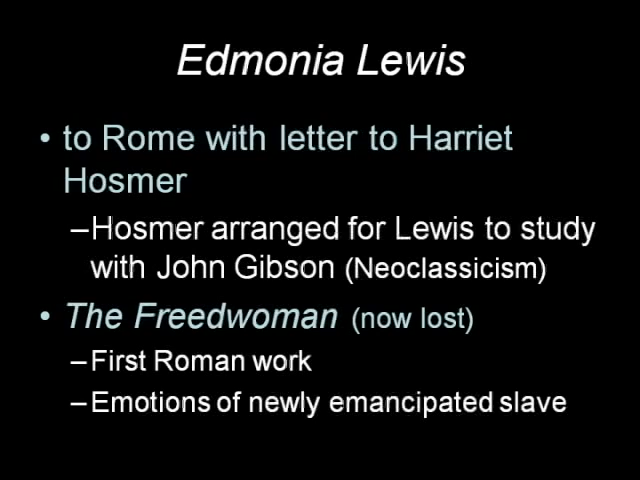 Edmonia Lewis
• to Rome with letter to Harriet
Hosmer
–Hosmer arranged for Lewis to study
with John Gibson (Neoclassicism)
• The Freedwoman (now lost)
–First Roman work
–Emotions of newly emancipated slave